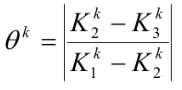 θ^k = |(K_2^k − K_3^k) / (K_1^k − K_2^k)|